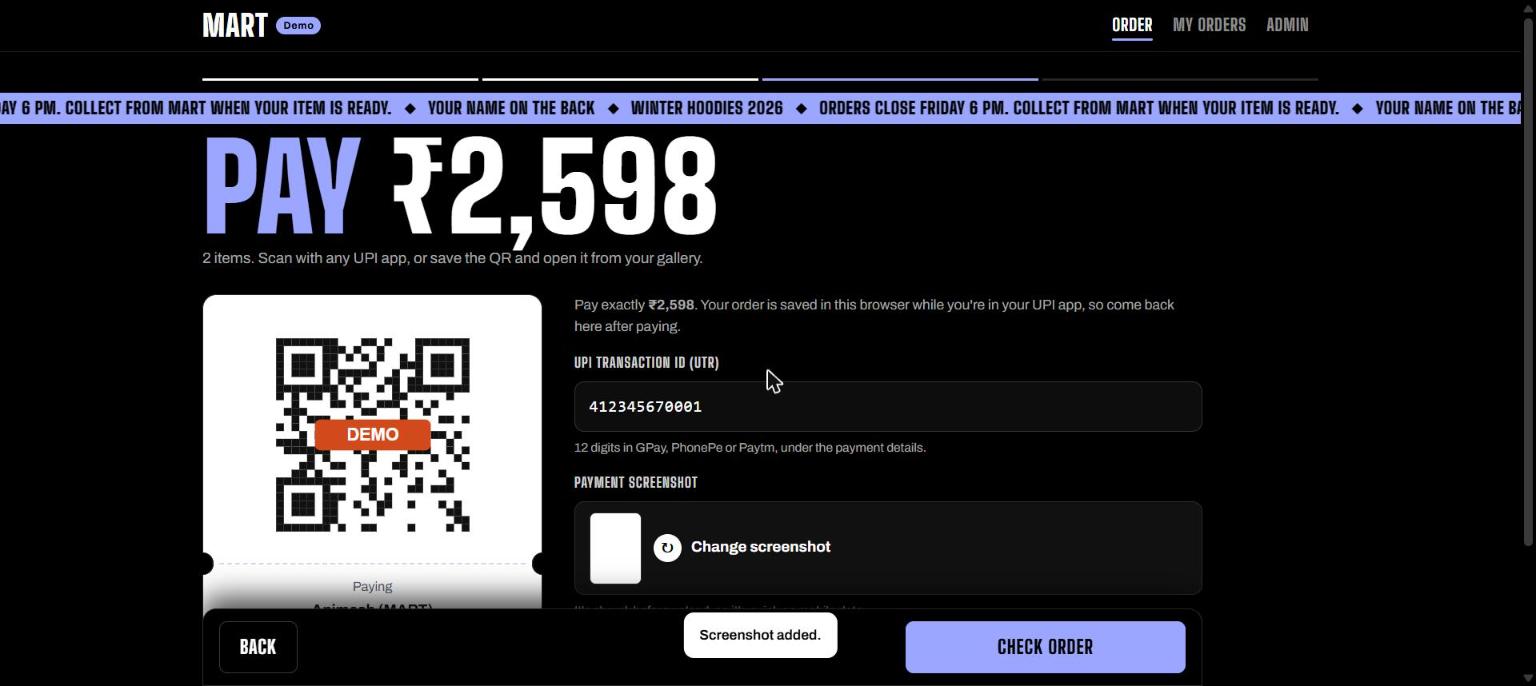 MART Demo
ORDER MY ORDERS ADMIN
AY 6 PM. COLLECT FROM MART WHEN YOUR ITEM IS READY. ◆ YOUR NAME ON THE BACK ◆ WINTER HOODIES 2026 ◆ ORDERS CLOSE FRIDAY 6 PM. COLLECT FROM MART WHEN YOUR ITEM IS READY. ◆ YOUR NAME ON THE BA
PAY ₹2,598
2 items. Scan with any UPI app, or save the QR and open it from your gallery.
DEMO
Paying
Pay exactly ₹2,598. Your order is saved in this browser while you're in your UPI app, so come back
here after paying.
UPI TRANSACTION ID (UTR)
412345670001
12 digits in GPay, PhonePe or Paytm, under the payment details.
PAYMENT SCREENSHOT
↻ Change screenshot
BACK
Screenshot added.
CHECK ORDER